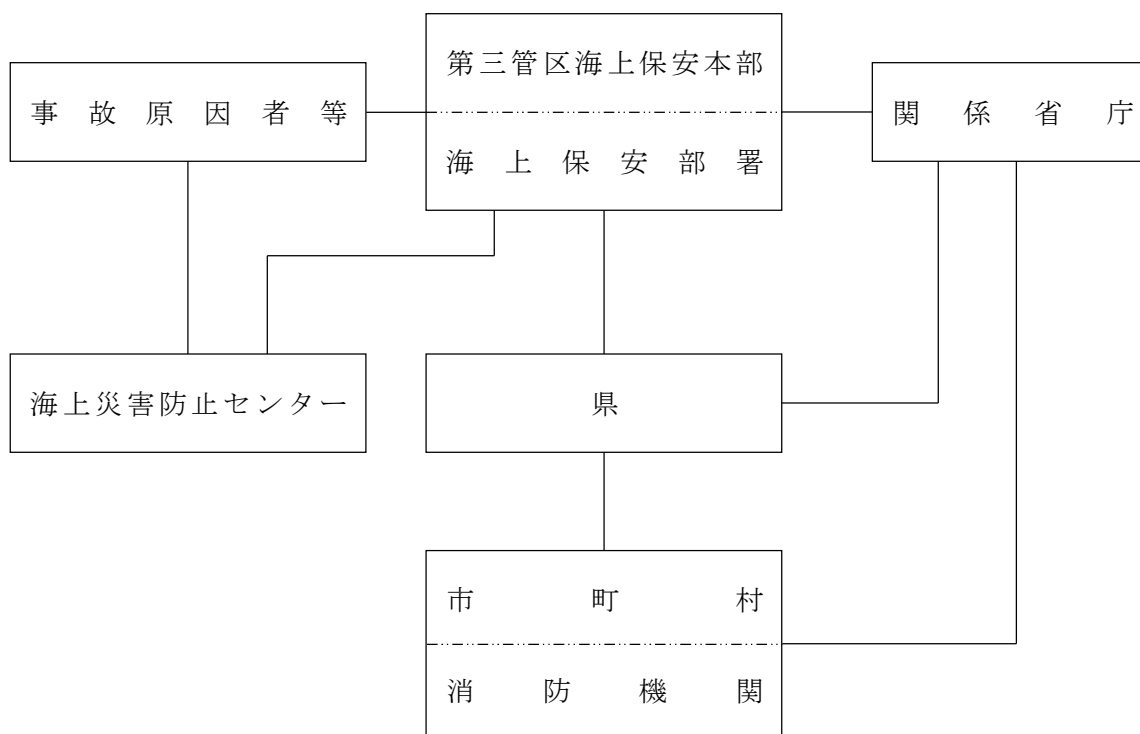 第三管区海上保安本部
海上保安部署
事故原因者等
関係省庁
海上災害防止センター
県
市町村
消防機関